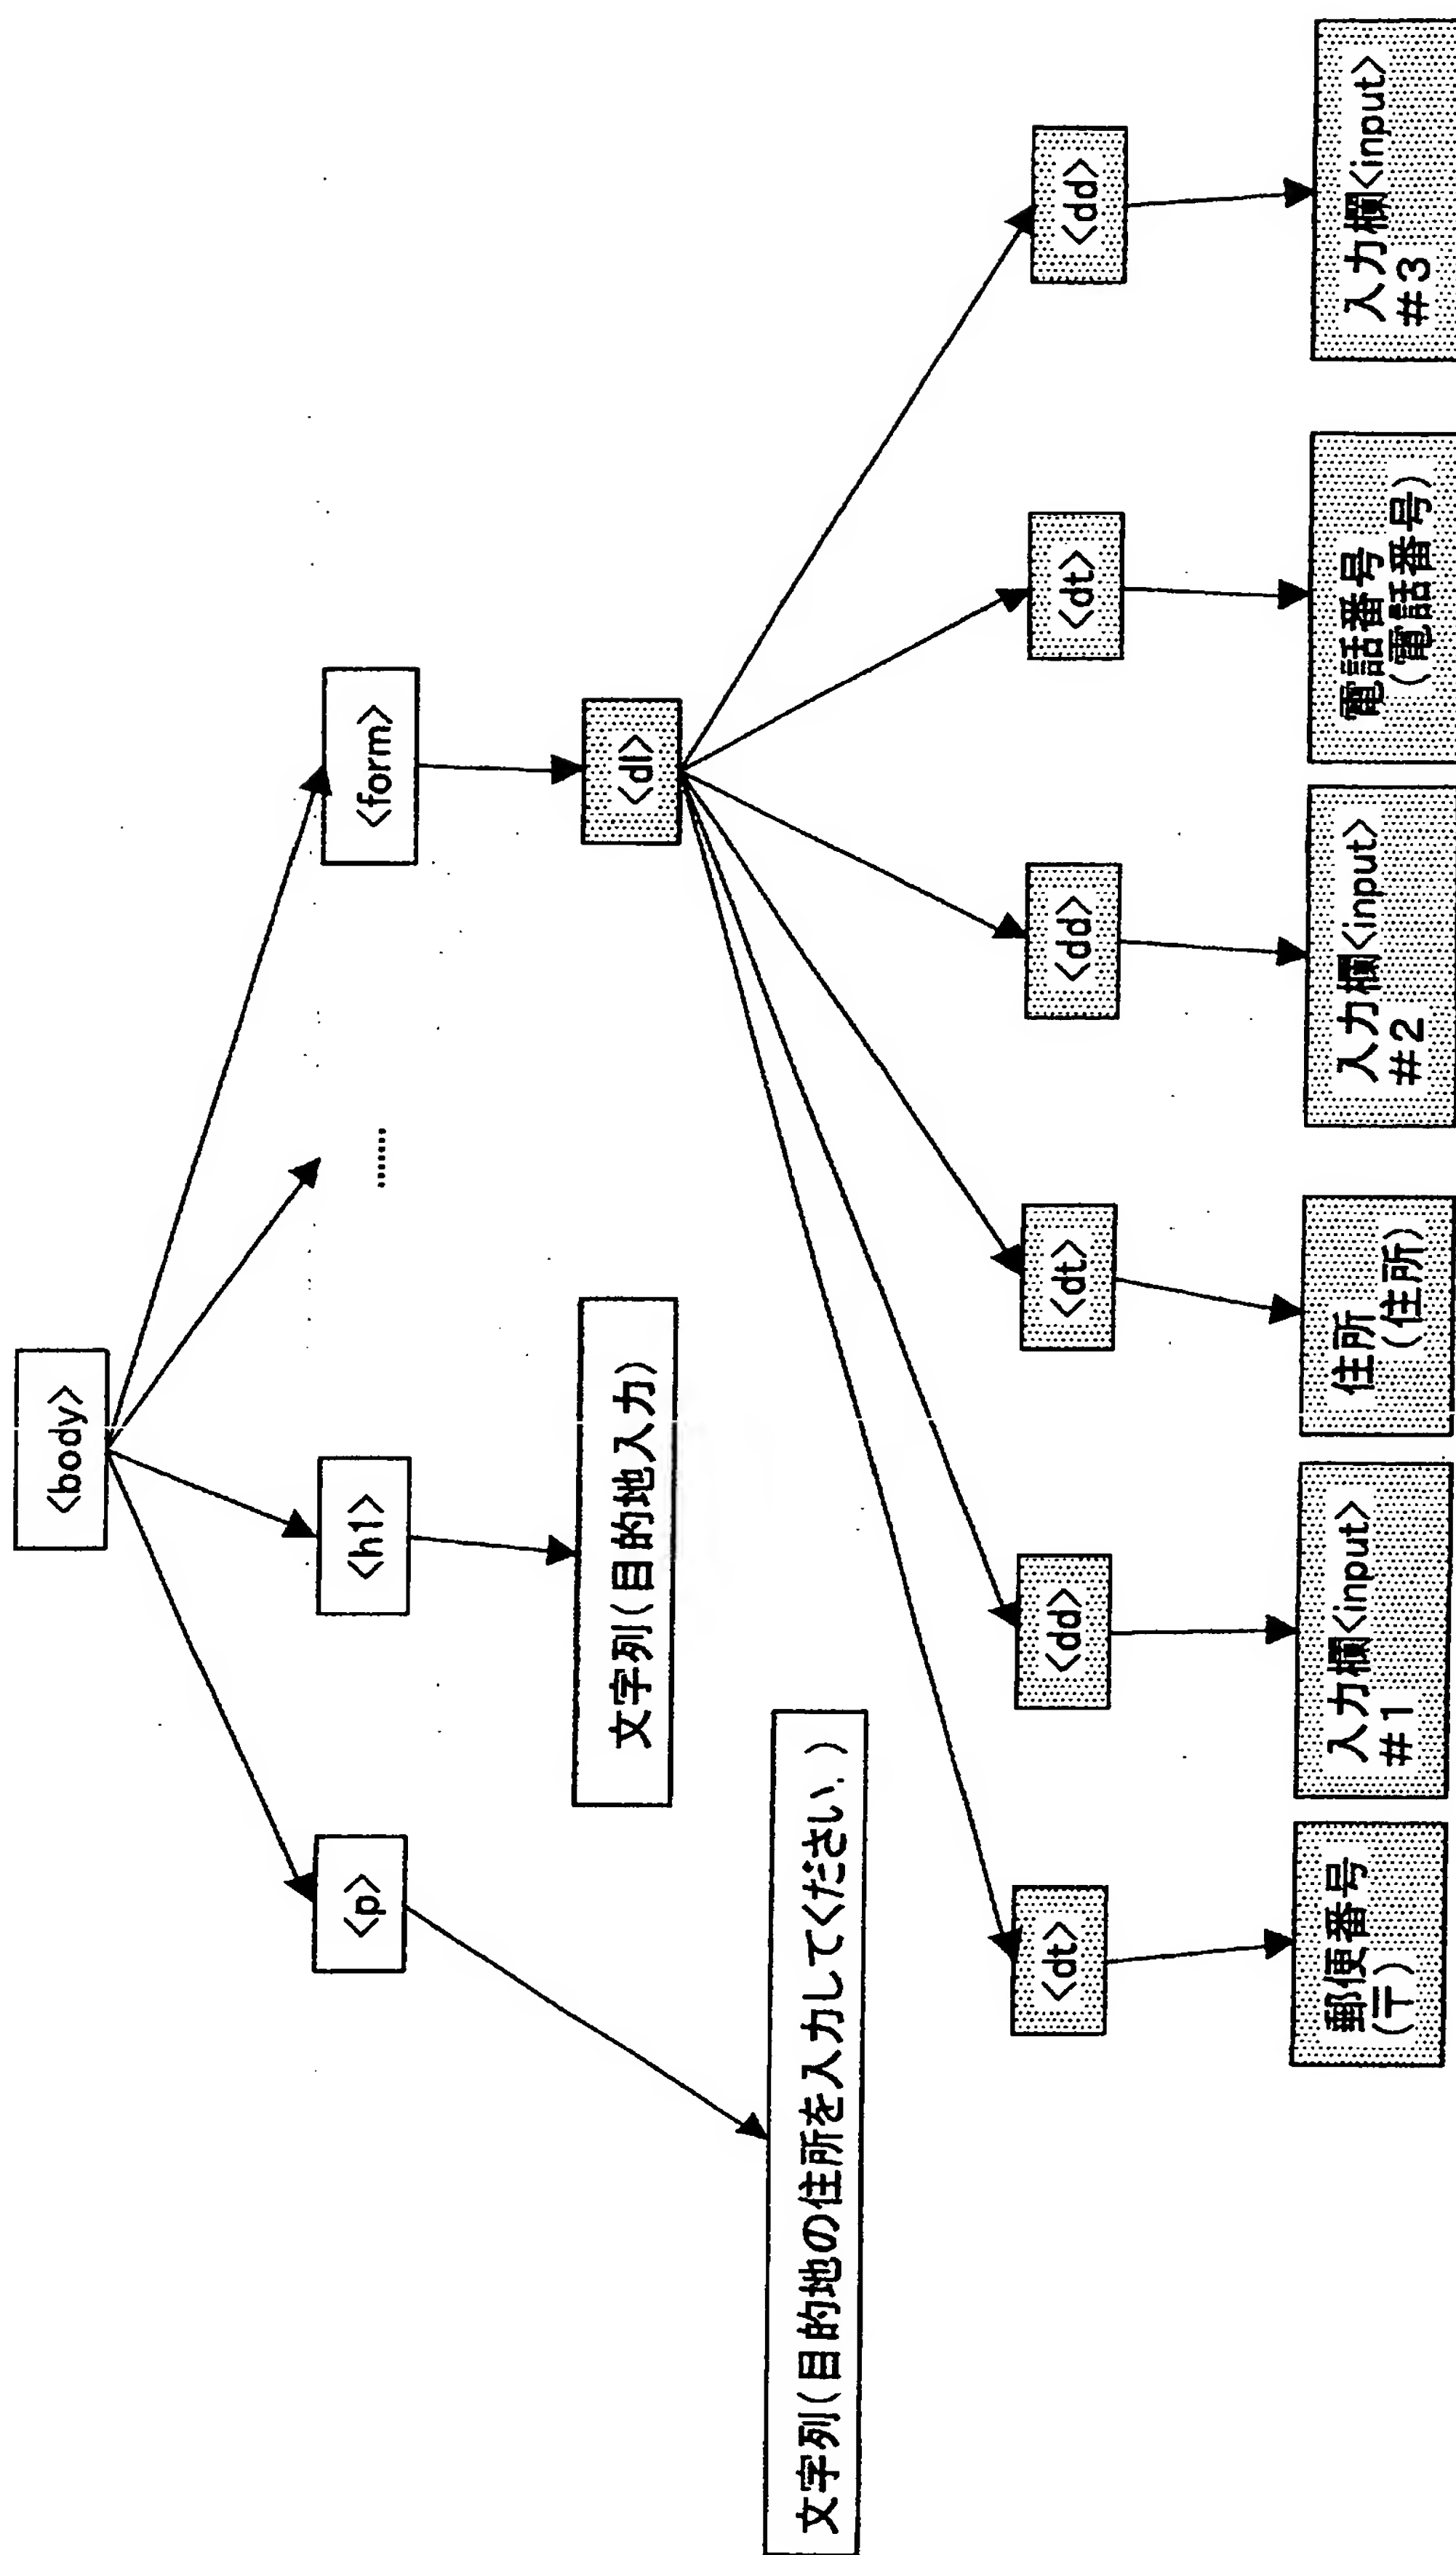 <body>
<p>
<h1>
......
<form>
文字列(目的地入力)
<dl>
文字列(目的地の住所を入力してください.)
<dt>
<dd>
<dt>
<dd>
<dt>
<dd>
郵便番号
(〒)
入力欄<input>
#1
住所
(住所)
入力欄<input>
#2
電話番号
(電話番号)
入力欄<input>
#3